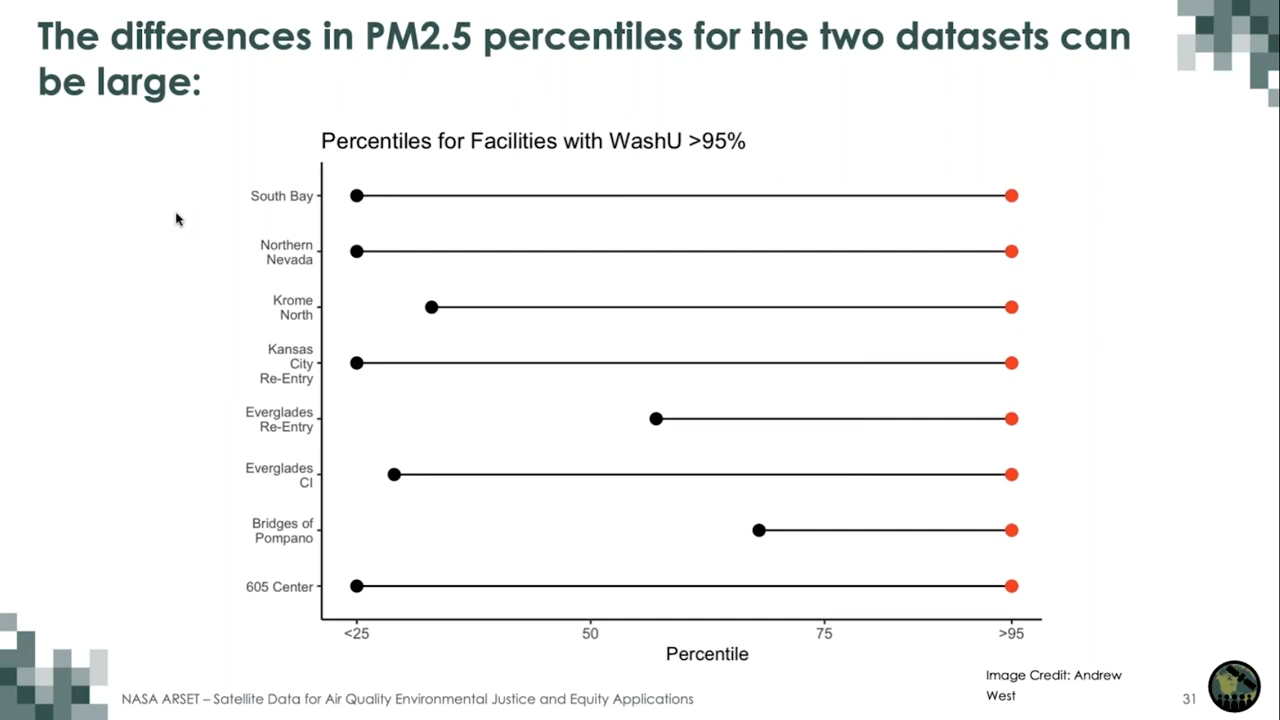 The differences in PM2.5 percentiles for the two datasets can
be large:
Percentiles for Facilities with WashU >95%
South Bay
Northern
Nevada
Krome
North
Kansas
City
Re-Entry
Everglades
Re-Entry
Everglades
CI
Bridges of
Pompano
605 Center
<25 50 75 >95
Percentile
Image Credit: Andrew
West
NASA ARSET – Satellite Data for Air Quality Environmental Justice and Equity Applications
31